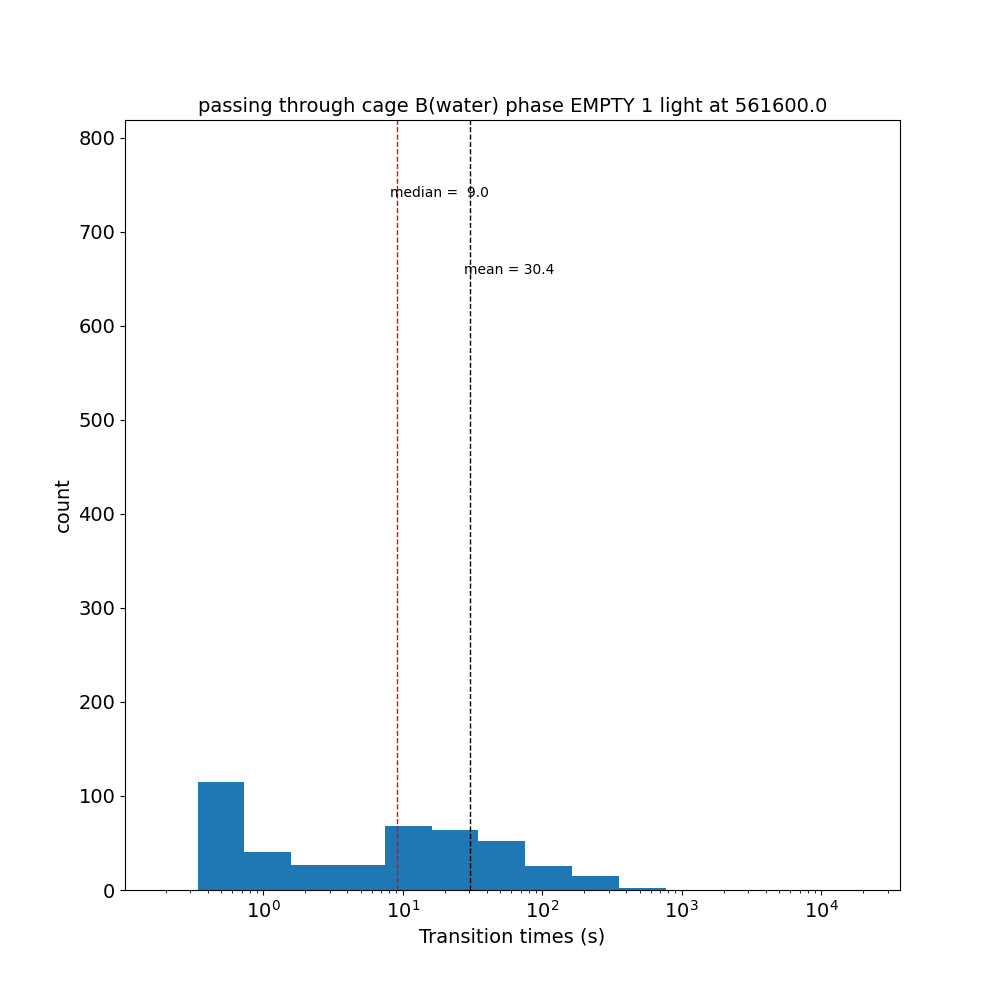 passing through cage B(water) phase EMPTY 1 light at 561600.0
800
700
600
500
400
300
200
100
0
count
median =  9.0
mean = 30.4
10^0
10^1
10^2
10^3
10^4
Transition times (s)